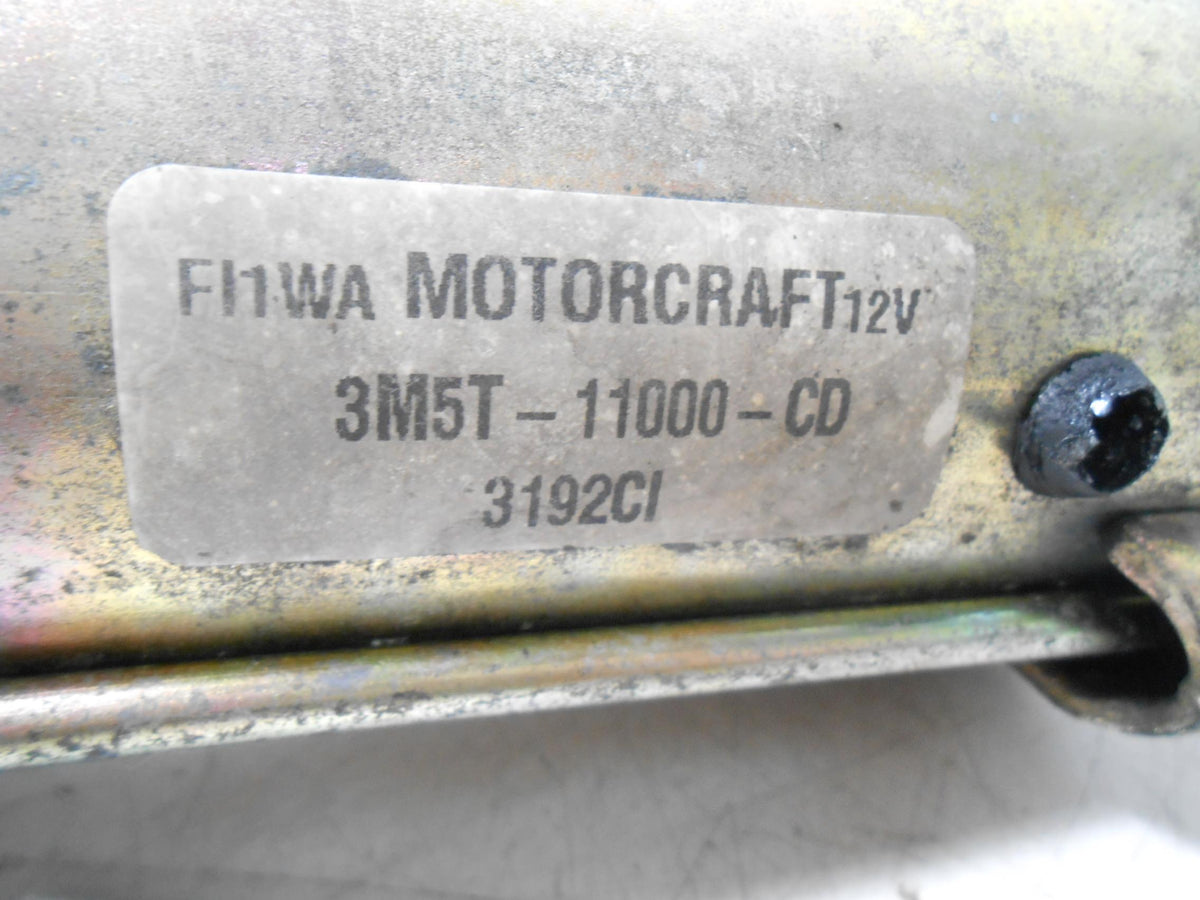 FI1WA MOTORCRAFT 12V
3M5T-11000-CD
3192CI